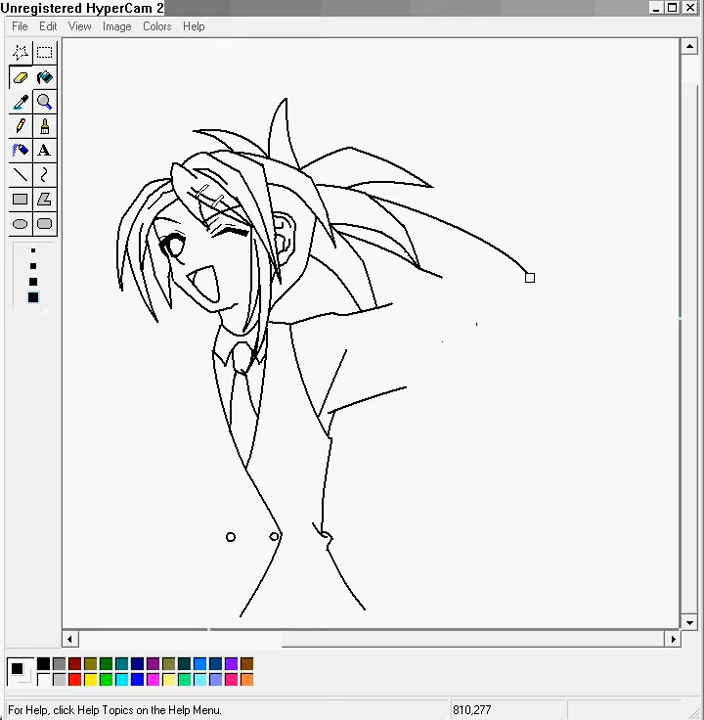 Unregistered HyperCam 2
File Edit View Image Colors Help
A
For Help, click Help Topics on the Help Menu. 810,277